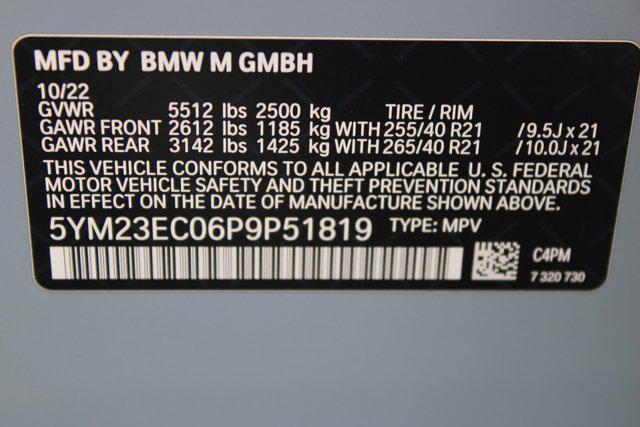 MFD BY BMW M GMBH
10/22
GVWR 5512 lbs 2500 kg TIRE / RIM
GAWR FRONT 2612 lbs 1185 kg WITH 255/40 R21 / 9.5J x 21
GAWR REAR 3142 lbs 1425 kg WITH 265/40 R21 / 10.0J x 21
THIS VEHICLE CONFORMS TO ALL APPLICABLE U. S. FEDERAL
MOTOR VEHICLE SAFETY AND THEFT PREVENTION STANDARDS
IN EFFECT ON THE DATE OF MANUFACTURE SHOWN ABOVE.
5YM23EC06P9P51819 TYPE: MPV
C4PM
7 320 730